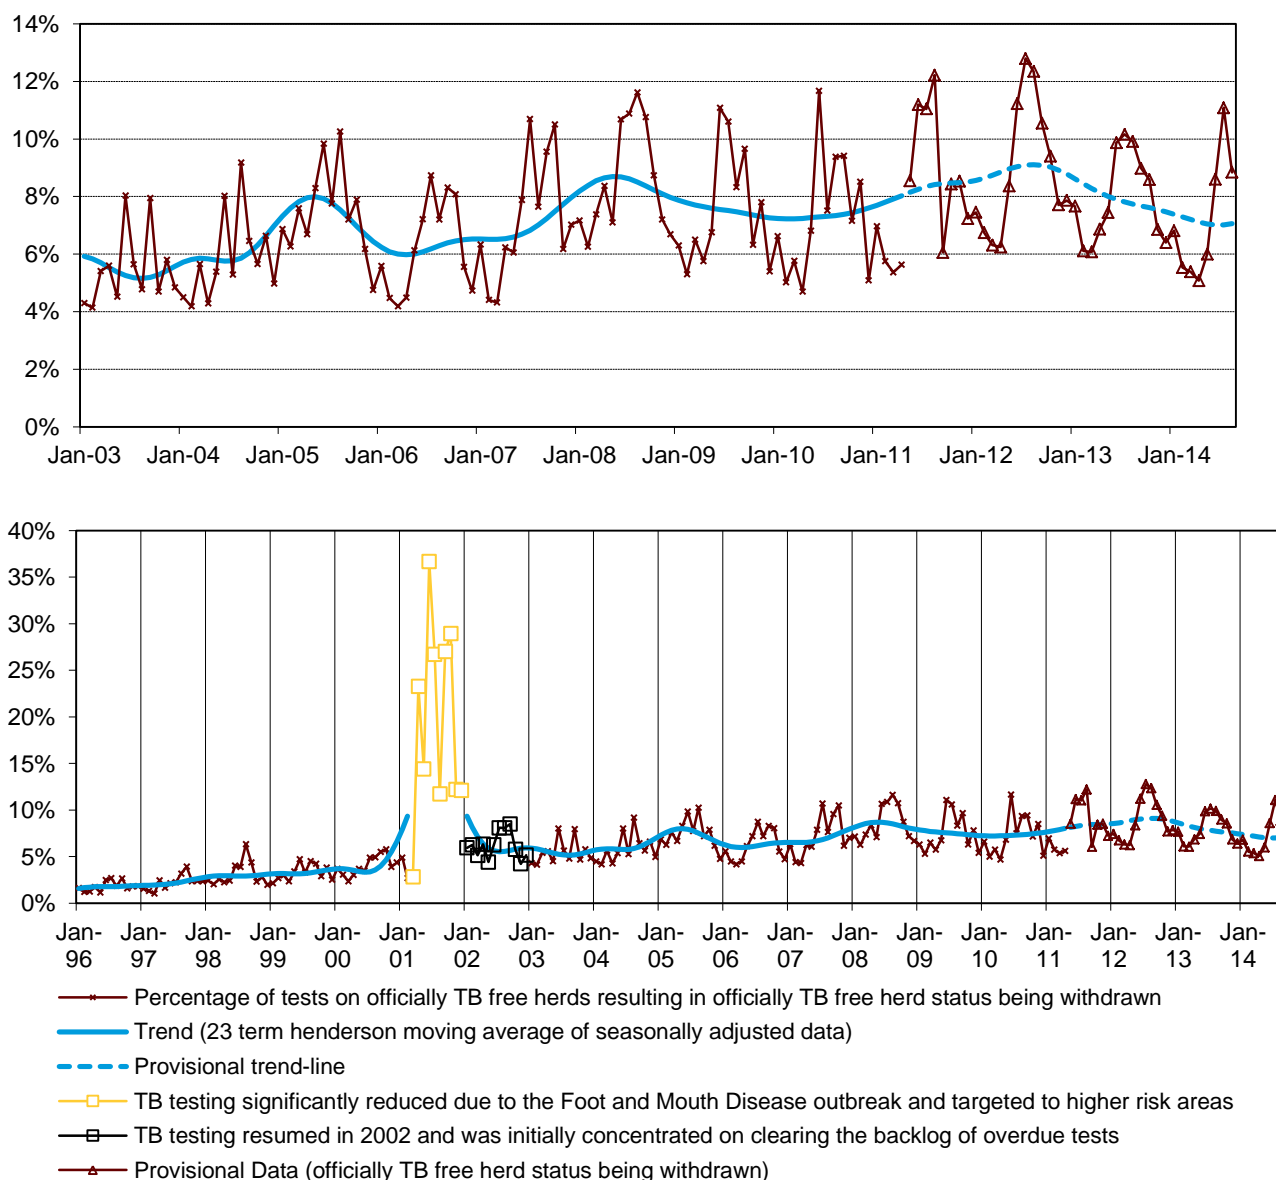 14%
12%
10%
8%
6%
4%
2%
0%
Jan-03 Jan-04 Jan-05 Jan-06 Jan-07 Jan-08 Jan-09 Jan-10 Jan-11 Jan-12 Jan-13 Jan-14
40%
35%
30%
25%
20%
15%
10%
5%
0%
Jan- Jan- Jan- Jan- Jan- Jan- Jan- Jan- Jan- Jan- Jan- Jan- Jan- Jan- Jan- Jan- Jan- Jan- Jan-
96 97 98 99 00 01 02 03 04 05 06 07 08 09 10 11 12 13 14
Percentage of tests on officially TB free herds resulting in officially TB free herd status being withdrawn
Trend (23 term henderson moving average of seasonally adjusted data)
Provisional trend-line
TB testing significantly reduced due to the Foot and Mouth Disease outbreak and targeted to higher risk areas
TB testing resumed in 2002 and was initially concentrated on clearing the backlog of overdue tests
Provisional Data (officially TB free herd status being withdrawn)